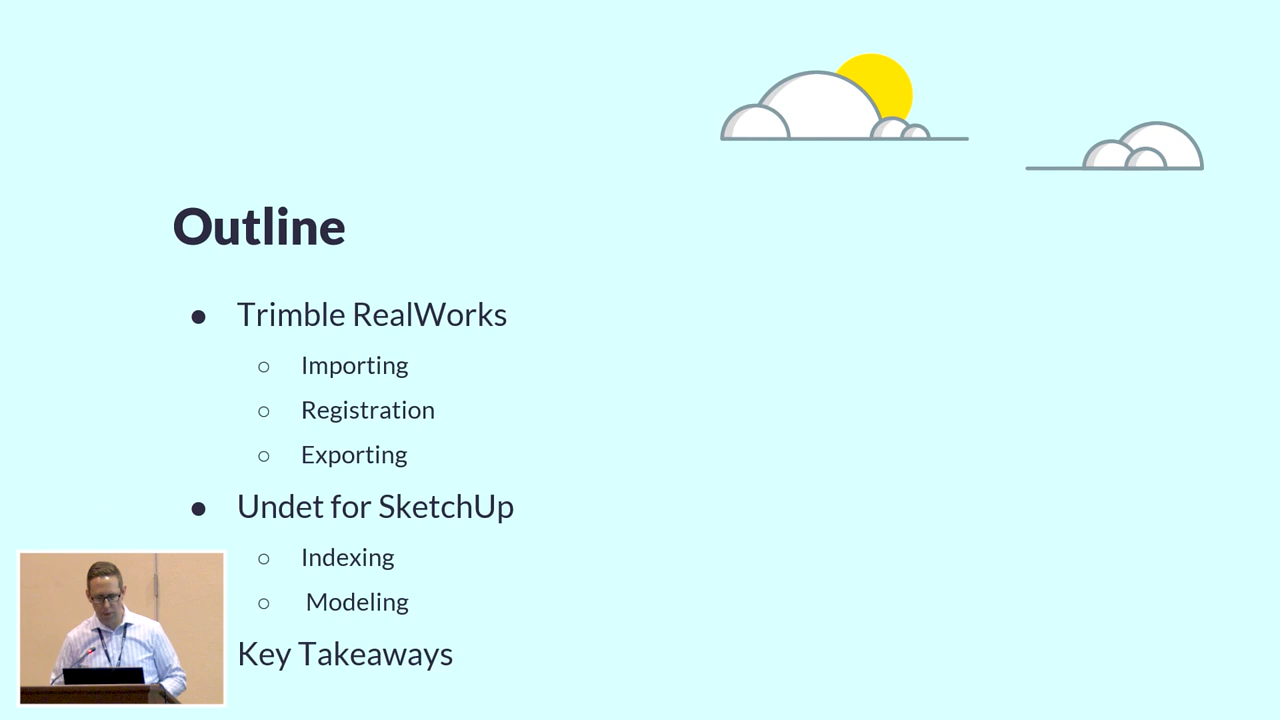 Outline
● Trimble RealWorks
○ Importing
○ Registration
○ Exporting
● Undet for SketchUp
○ Indexing
○ Modeling
Key Takeaways